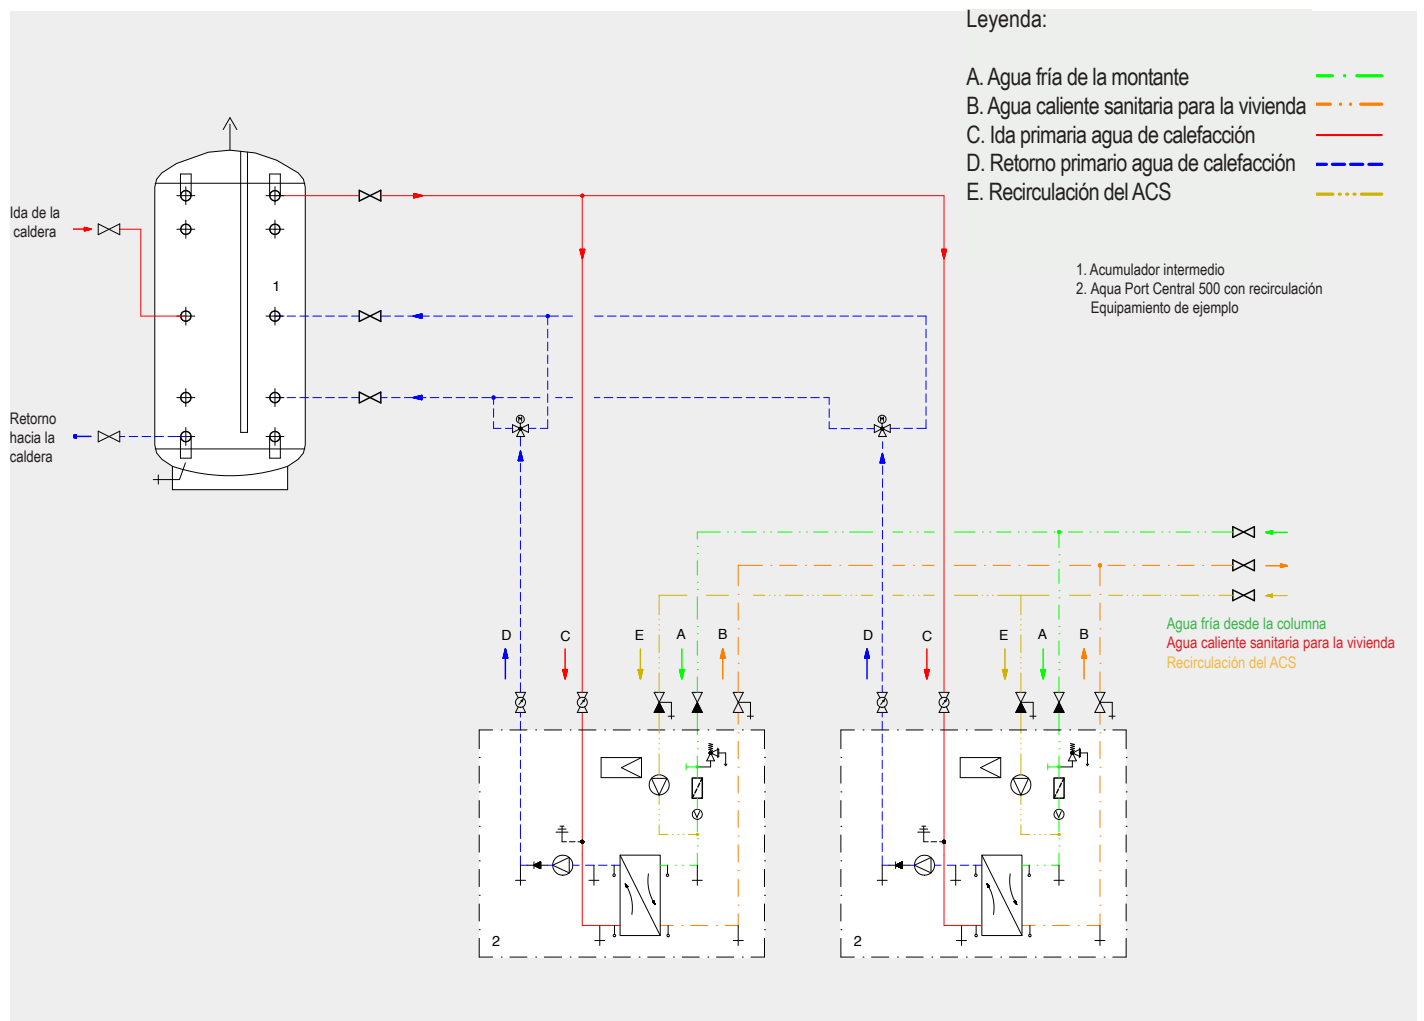 Leyenda:
A. Agua fría de la montante
B. Agua caliente sanitaria para la vivienda
C. Ida primaria agua de calefacción
D. Retorno primario agua de calefacción
E. Recirculación del ACS
Ida de la
caldera
1
1. Acumulador intermedio
2. Aqua Port Central 500 con recirculación
Equipamiento de ejemplo
Retorno
hacia la
caldera
M
M
Agua fría desde la columna
Agua caliente sanitaria para la vivienda
Recirculación del ACS
D C E A B
D C E A B
V
V
2
2